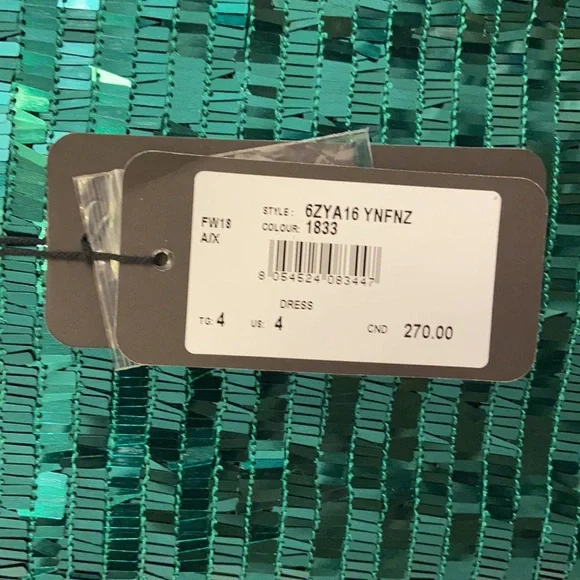 FW18
A/X
STYLE: 6ZYA16 YNFNZ
COLOUR: 1833
8 054524 083447
DRESS
TG: 4 US: 4 CND 270.00